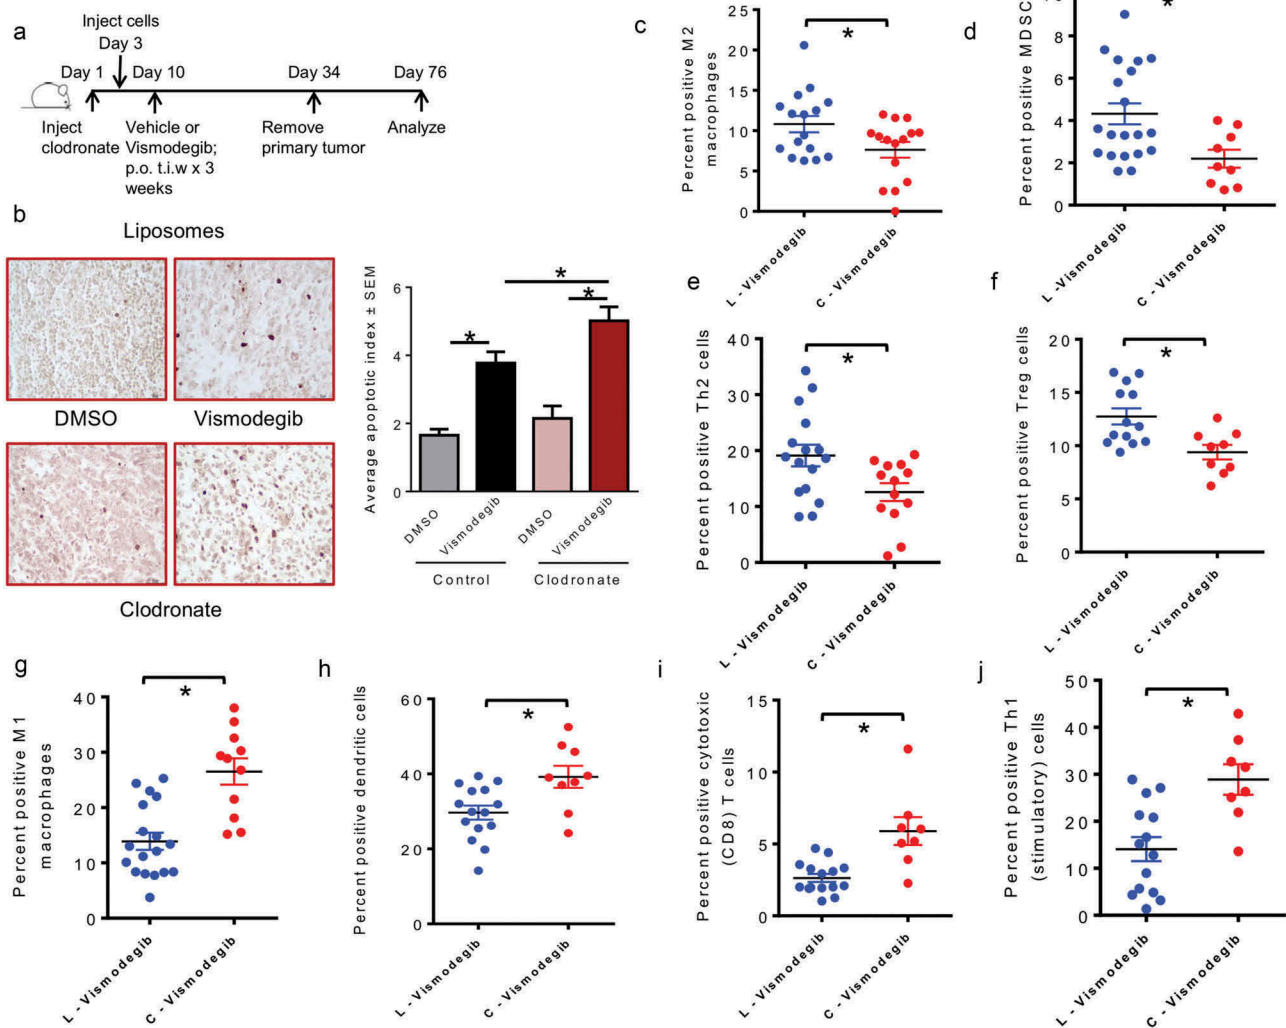 a
Inject cells
Day 3
Day 1
Day 10
Day 34
Day 76
Inject
clodronate
Vehicle or
Vismodegib;
p.o. t.i.w x 3
weeks
Remove
primary tumor
Analyze
b
Liposomes
DMSO
Vismodegib
Clodronate
Average apoptotic index ± SEM
6
4
2
0
*
*
*
DMSO
Vismodegib
DMSO
Vismodegib
Control
Clodronate
c
Percent positive M2
macrophages
25
20
15
10
5
0
*
L - Vismodegib
C - Vismodegib
d
Percent positive MDSC
8
6
4
2
0
*
L - Vismodegib
C - Vismodegib
e
Percent positive Th2 cells
40
30
20
10
0
*
L - Vismodegib
C - Vismodegib
f
Percent positive Treg cells
20
15
10
5
0
*
L - Vismodegib
C - Vismodegib
g
Percent positive M1
macrophages
40
30
20
10
0
*
L - Vismodegib
C - Vismodegib
h
Percent positive dendritic cells
60
40
20
0
*
L - Vismodegib
C - Vismodegib
i
Percent positive cytotoxic
(CD8) T cells
15
10
5
0
*
L - Vismodegib
C - Vismodegib
j
Percent positive Th1
(stimulatory) cells
50
40
30
20
10
0
*
L - Vismodegib
C - Vismodegib